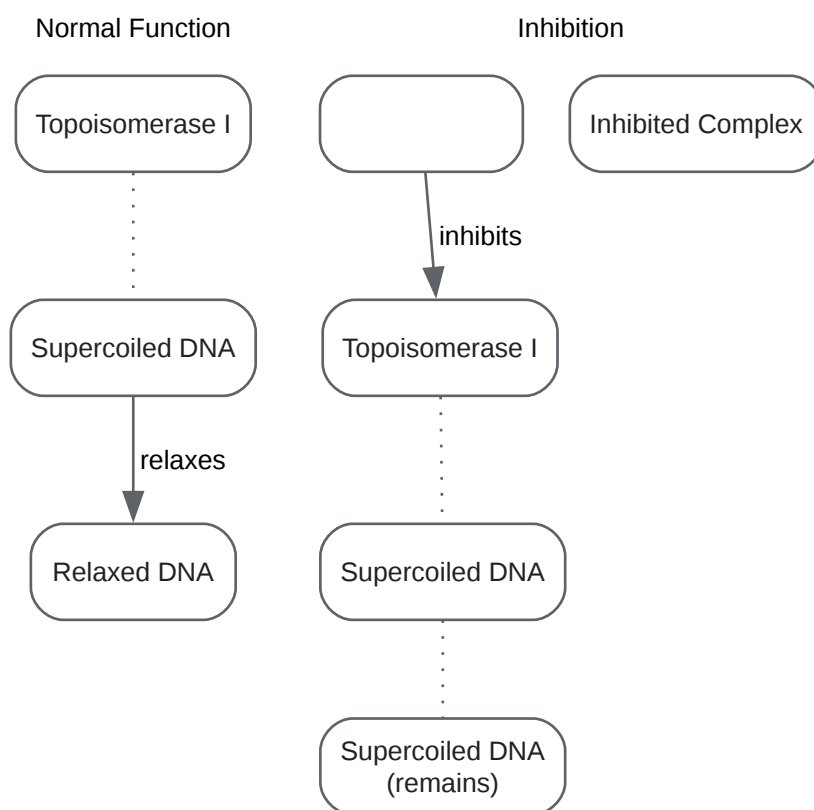 Normal Function
Inhibition
Topoisomerase I
Inhibited Complex
inhibits
Supercoiled DNA
Topoisomerase I
relaxes
Relaxed DNA
Supercoiled DNA
Supercoiled DNA
(remains)